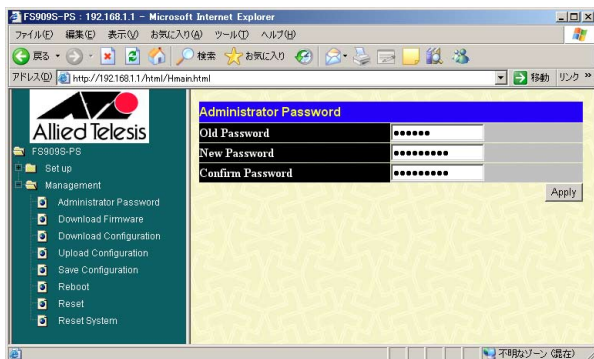 FS909S-PS : 192.168.1.1 - Microsoft Internet Explorer
ファイル(F) 編集(E) 表示(V) お気に入り(A) ツール(T) ヘルプ(H)
戻る 検索 お気に入り
アドレス(D) http://192.168.1.1/html/Hmain.html 移動 リンク »
Allied Telesis
FS909S-PS
Set up
Management
Administrator Password
Download Firmware
Download Configuration
Upload Configuration
Save Configuration
Reboot
Reset
Reset System
Administrator Password
Old Password ●●●●●●
New Password ●●●●●●●●●
Confirm Password ●●●●●●●●●
Apply
不明なゾーン (混在)